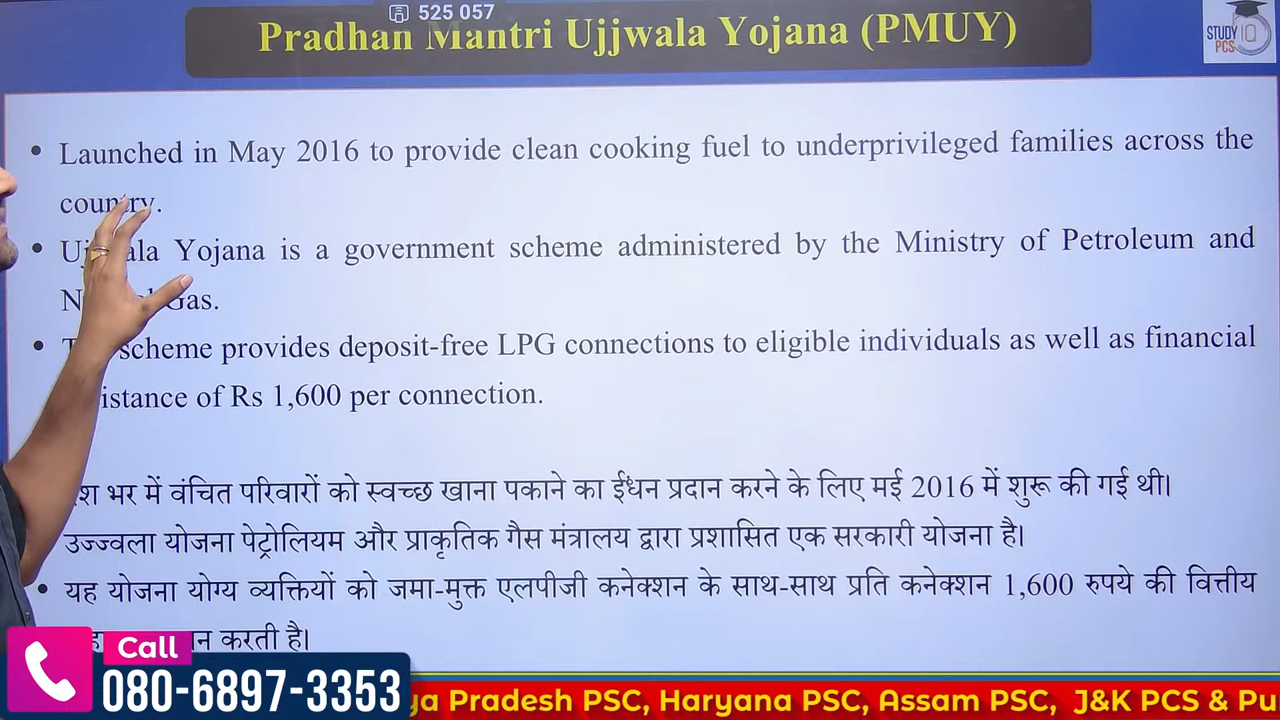 525 057
Pradhan Mantri Ujjwala Yojana (PMUY)
STUDY IQ
PCS
• Launched in May 2016 to provide clean cooking fuel to underprivileged families across the
country.
• Yojana is a government scheme administered by the Ministry of Petroleum and
Gas.
• scheme provides deposit-free LPG connections to eligible individuals as well as financial
of Rs 1,600 per connection.
भर में वंचित परिवारों को स्वच्छ खाना पकाने का ईंधन प्रदान करने के लिए मई 2016 में शुरू की गई थी।
उज्ज्वला योजना पेट्रोलियम और प्राकृतिक गैस मंत्रालय द्वारा प्रशासित एक सरकारी योजना है।
• यह योजना योग्य व्यक्तियों को जमा-मुक्त एलपीजी कनेक्शन के साथ-साथ प्रति कनेक्शन 1,600 रुपये की वित्तीय
करती है।
Call
080-6897-3353
Pradesh PSC, Haryana PSC, Assam PSC, J&K PCS & Pu